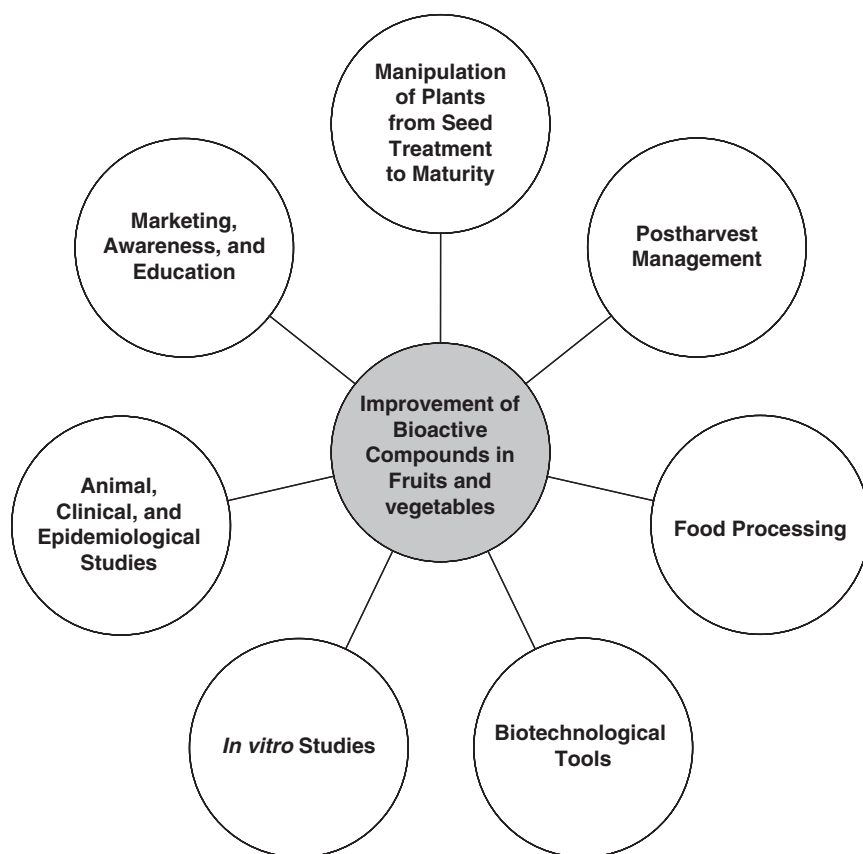 Manipulation
of Plants
from Seed
Treatment
to Maturity
Postharvest
Management
Food Processing
Biotechnological
Tools
In vitro Studies
Animal,
Clinical, and
Epidemiological
Studies
Marketing,
Awareness, and
Education
Improvement of
Bioactive
Compounds in
Fruits and
vegetables